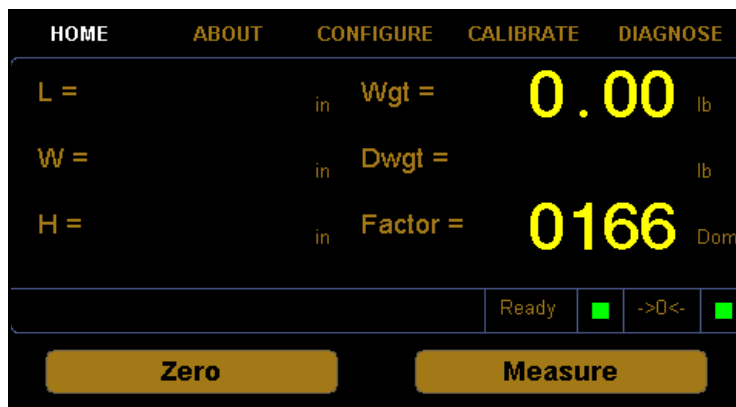 HOME ABOUT CONFIGURE CALIBRATE DIAGNOSE
L = in Wgt = 0.00 lb
W = in Dwgt = lb
H = in Factor = 0166 Dom
Ready ->0<-
Zero Measure